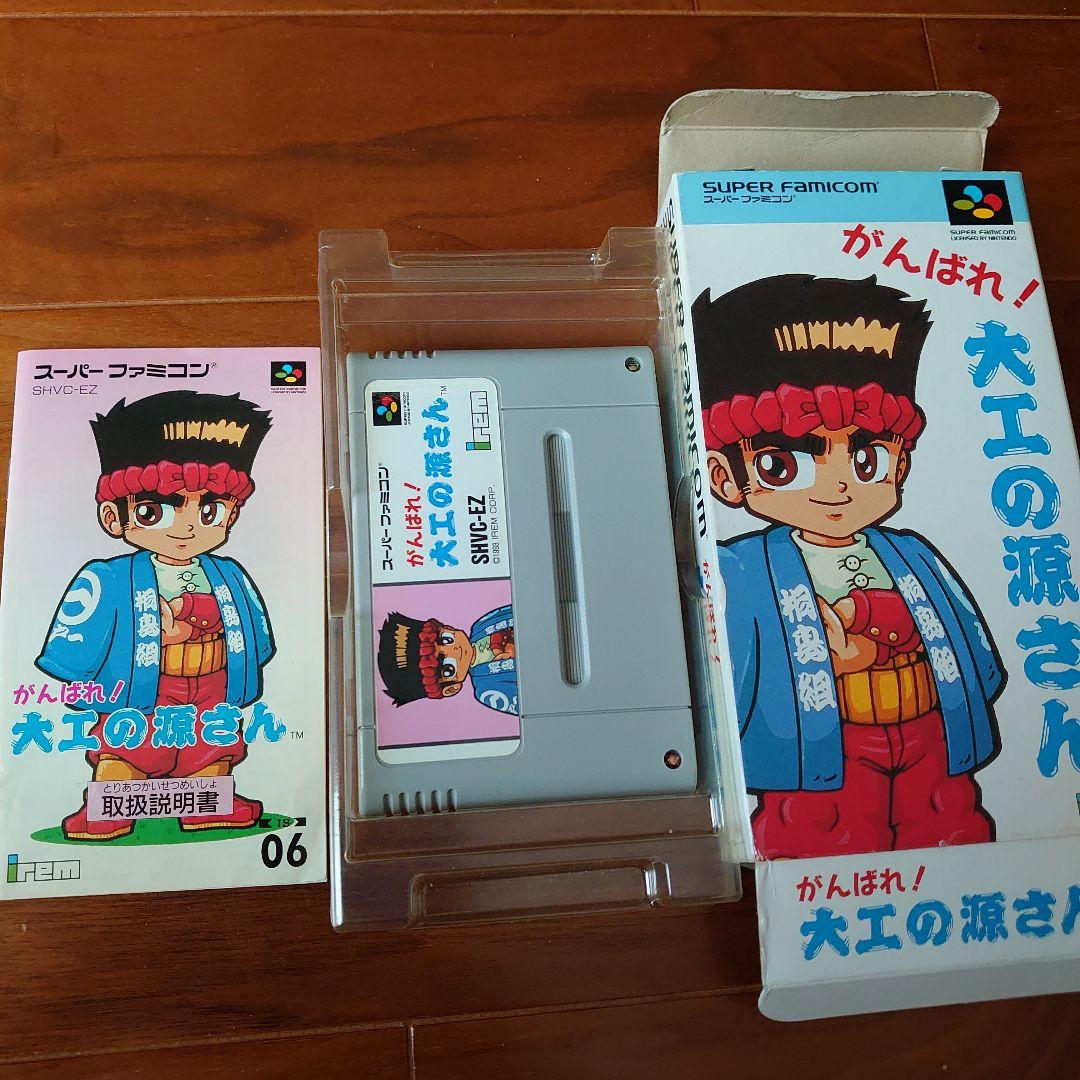 スーパーファミコン®
SHVC-EZ
桐島組
がんばれ!
大工の源さん™
とりあつかいせつめいしょ
取扱説明書
irem
IS
06
スーパーファミコン®
がんばれ!
大工の源さん™
SHVC-EZ
©1993 IREM CORP.
irem
SUPER FAMICOM
SUPER FAMICOM®
スーパーファミコン®
SUPER FAMICOM
LICENSED BY NINTENDO
がんばれ!
大工の源さん
がんばれ!
大工の源さん